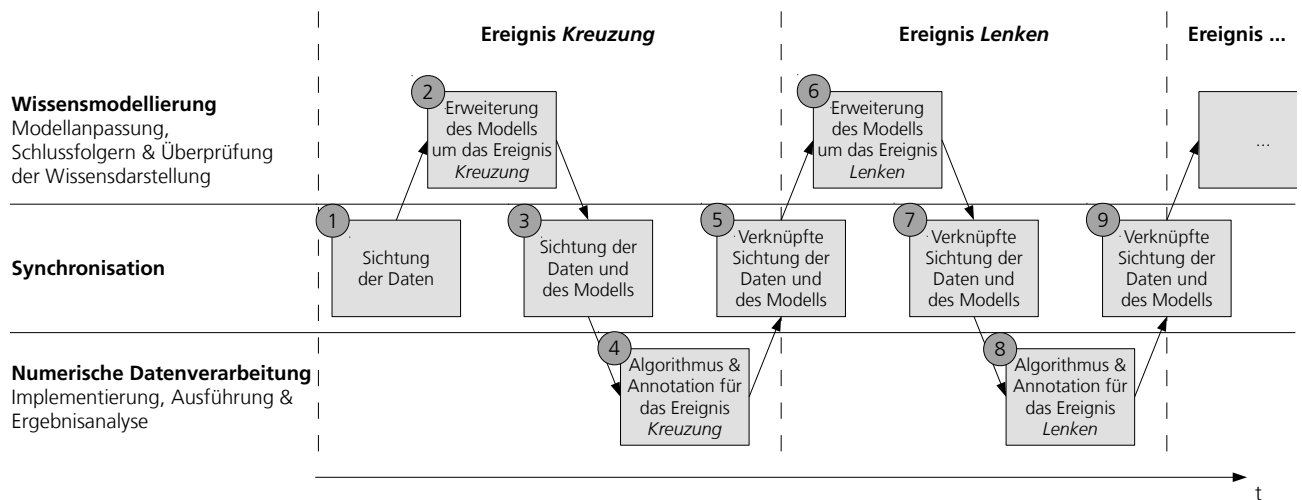 Ereignis Kreuzung
Ereignis Lenken
Ereignis ...
Wissensmodellierung
Modellanpassung,
Schlussfolgern & Überprüfung
der Wissensdarstellung
2
Erweiterung
des Modells
um das Ereignis
Kreuzung
6
Erweiterung
des Modells
um das Ereignis
Lenken
...
Synchronisation
1
Sichtung
der Daten
3
Sichtung der
Daten und
des Modells
5
Verknüpfte
Sichtung der
Daten und
des Modells
7
Verknüpfte
Sichtung der
Daten und
des Modells
9
Verknüpfte
Sichtung der
Daten und
des Modells
Numerische Datenverarbeitung
Implementierung, Ausführung &
Ergebnisanalyse
4
Algorithmus &
Annotation für
das Ereignis
Kreuzung
8
Algorithmus &
Annotation für
das Ereignis
Lenken
t